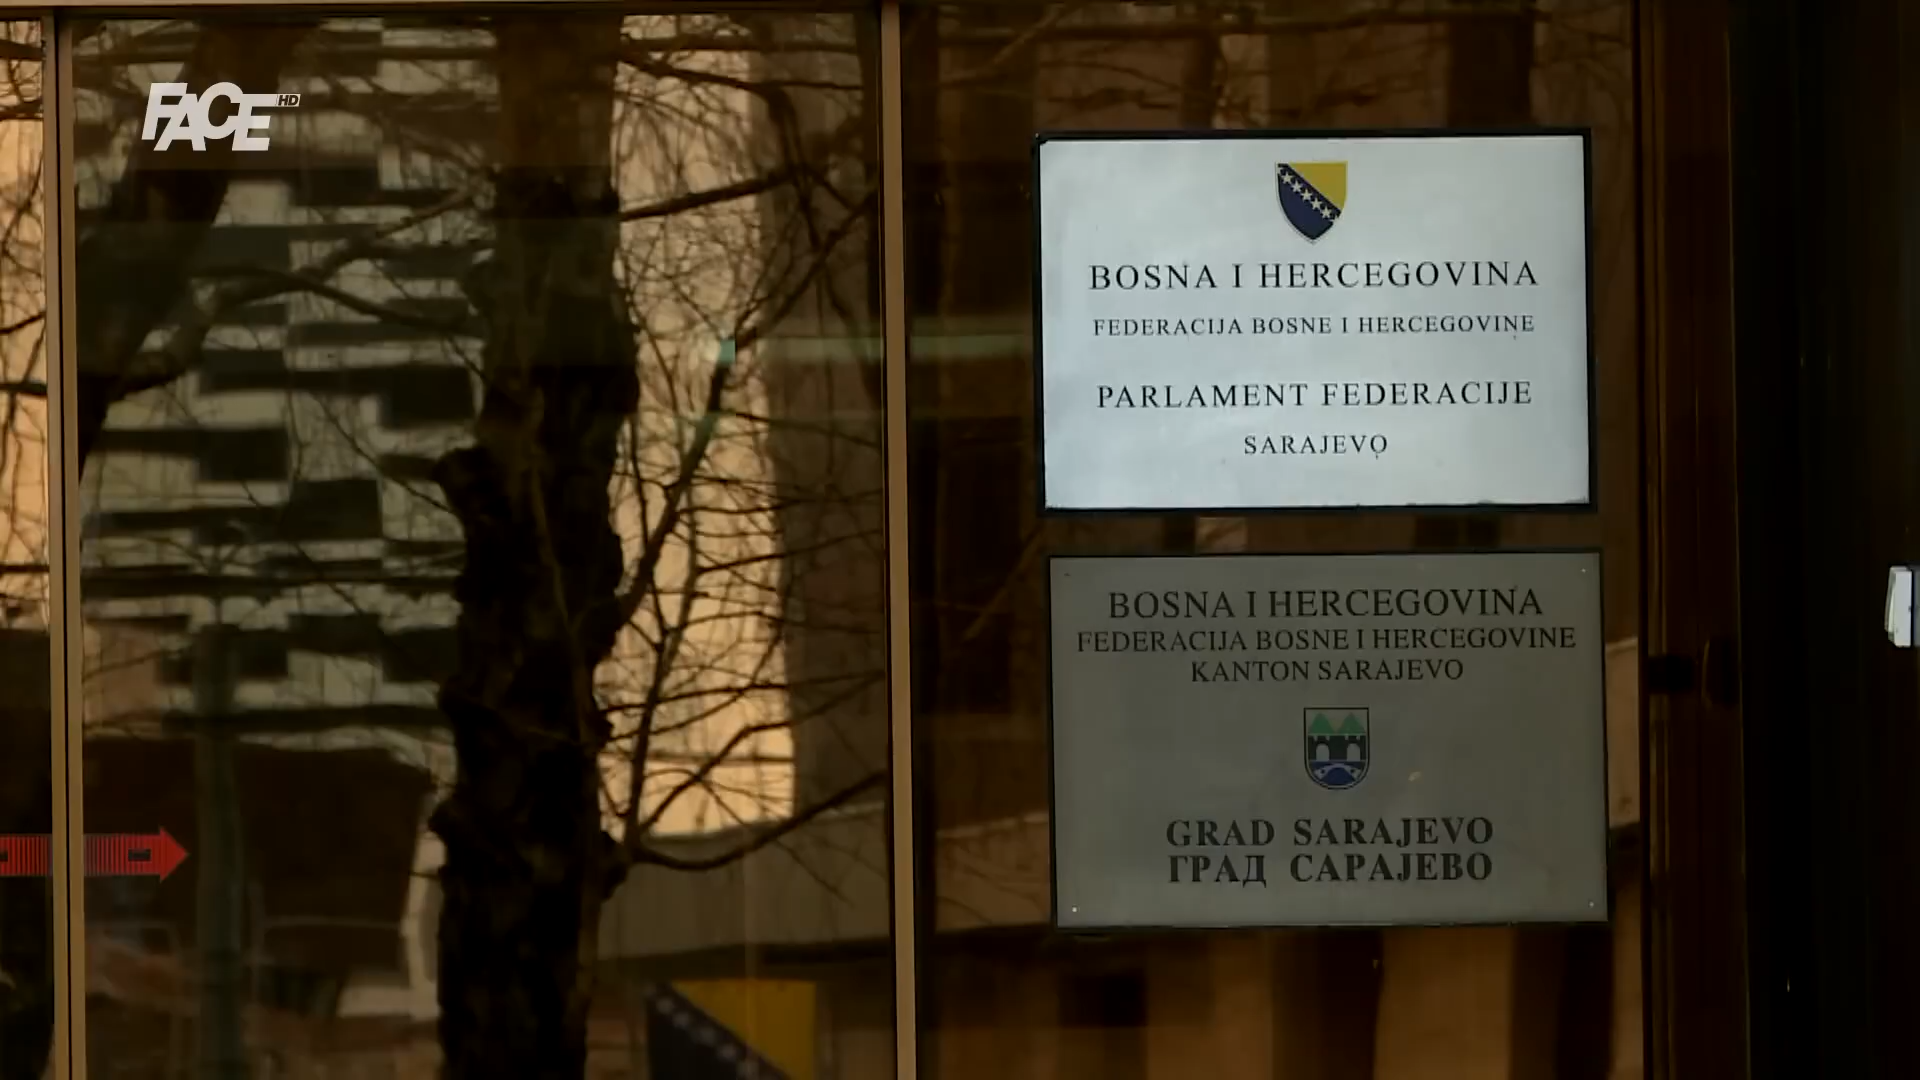 FACE HD
BOSNA I HERCEGOVINA
FEDERACIJA BOSNE I HERCEGOVINE
PARLAMENT FEDERACIJE
SARAJEVO
BOSNA I HERCEGOVINA
FEDERACIJA BOSNE I HERCEGOVINE
KANTON SARAJEVO
GRAD SARAJEVO
ГРАД САРАЈЕВО